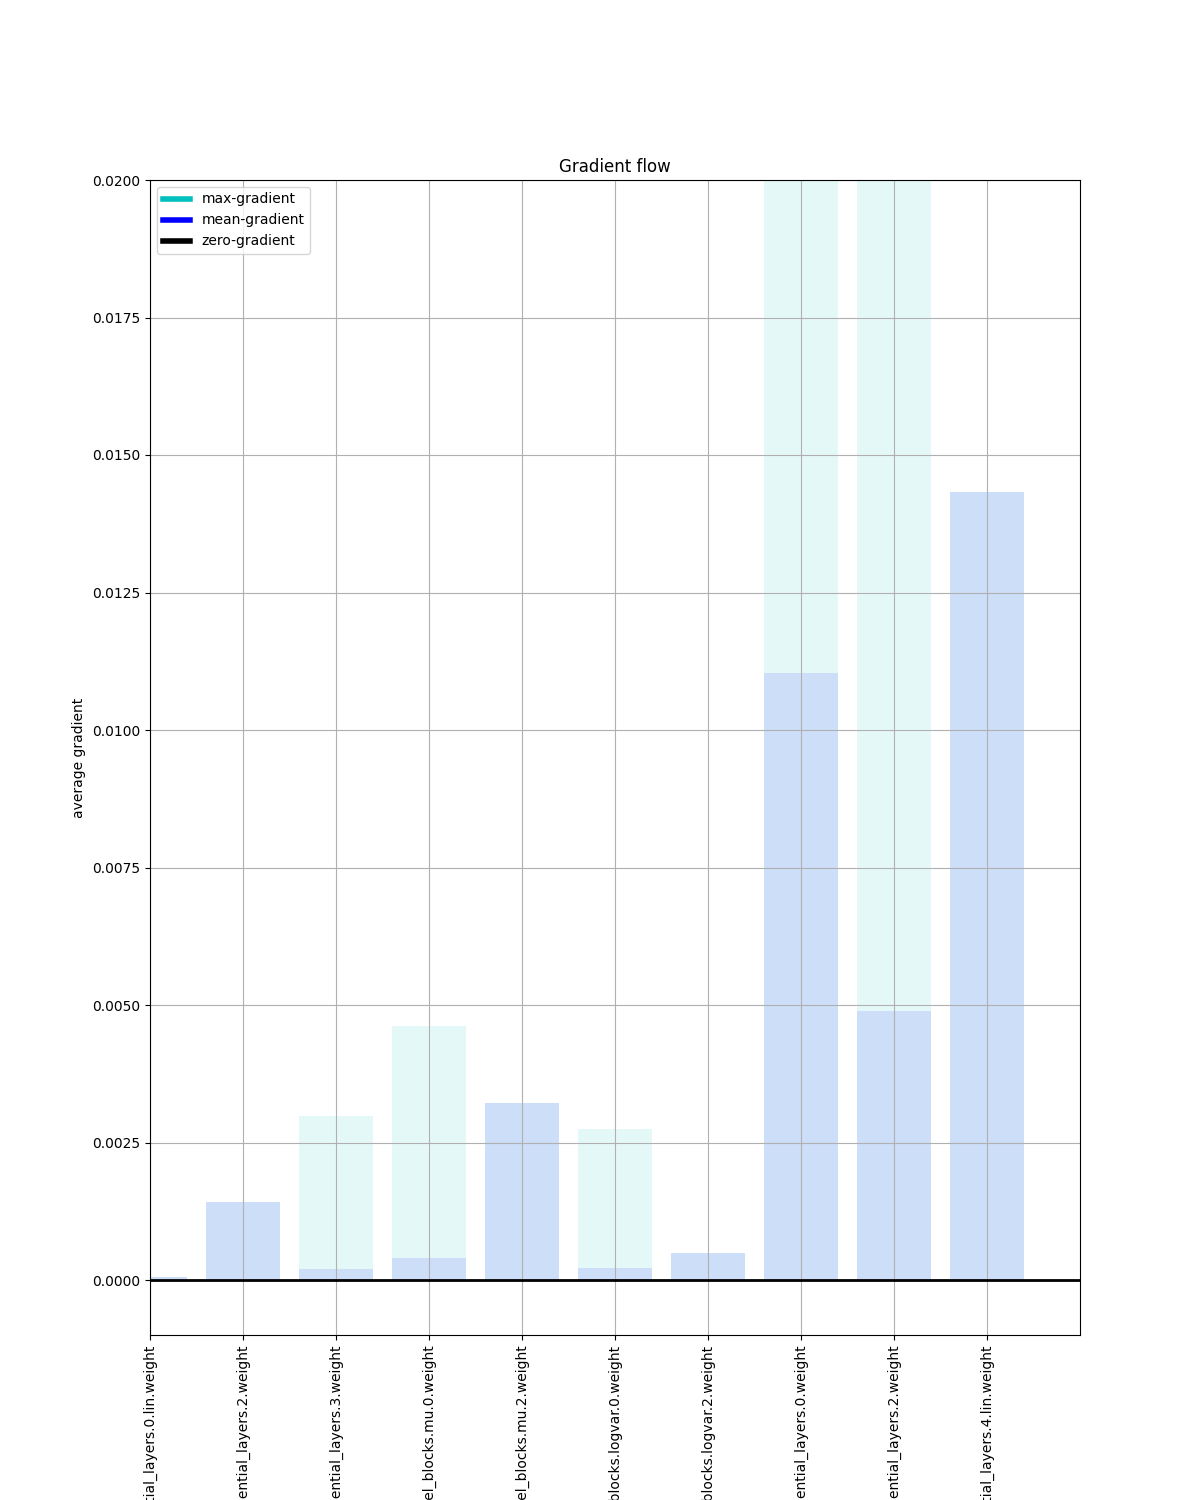 Gradient flow
max-gradient
mean-gradient
zero-gradient
0.0200
0.0175
0.0150
0.0125
0.0100
0.0075
0.0050
0.0025
0.0000
average gradient
tial_layers.0.lin.weight
ential_layers.2.weight
ential_layers.3.weight
el_blocks.mu.0.weight
el_blocks.mu.2.weight
blocks.logvar.0.weight
blocks.logvar.2.weight
ential_layers.0.weight
ential_layers.2.weight
tial_layers.4.lin.weight